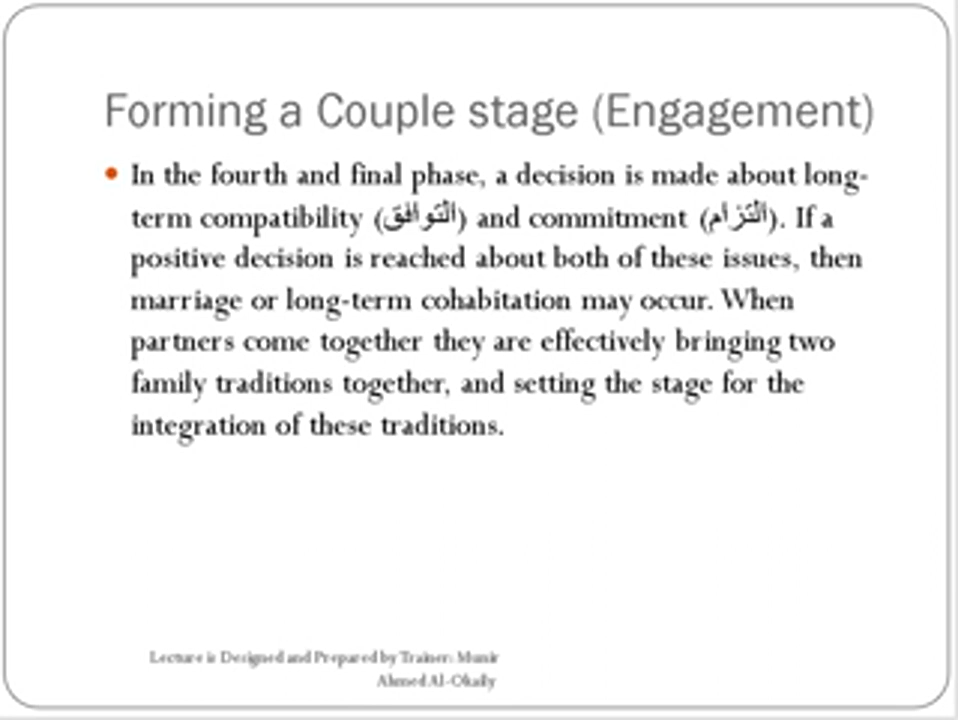 Forming a Couple stage (Engagement)
• In the fourth and final phase, a decision is made about long-
term compatibility (التوافق) and commitment (التزام). If a
positive decision is reached about both of these issues, then
marriage or long-term cohabitation may occur. When
partners come together they are effectively bringing two
family traditions together, and setting the stage for the
integration of these traditions.
Lecture is Designed and Prepared by Trainer: Munir
Ahmed Al-Okaily